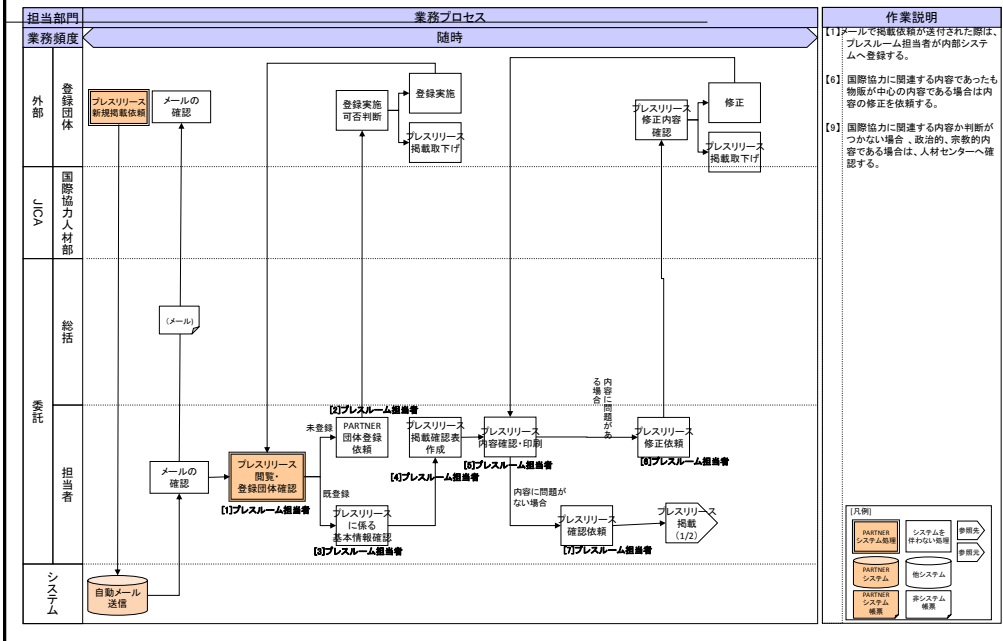 担当部門
業務プロセス
作業説明
業務頻度
随時
外部
登録団体
JICA
国際協力人材部
委託
総括
担当者
システム
プレスリリース
新規掲載依頼
メールの
確認
登録実施
可否判断
登録実施
プレスリリース
掲載取下げ
プレスリリース
修正内容
確認
修正
プレスリリース
掲載取下げ
(メール)
メールの
確認
プレスリリース
閲覧・
登録団体確認
[1]プレスルーム担当者
未登録
既登録
[2]プレスルーム担当者
PARTNER
団体登録
依頼
プレスリリース
に係る
基本情報確認
[3]プレスルーム担当者
プレスリリース
掲載確認表
作成
[4]プレスルーム担当者
プレスリリース
内容確認・印刷
[5]プレスルーム担当者
内容に問題があ
る場合
プレスリリース
修正依頼
[6]プレスルーム担当者
内容に問題が
ない場合
プレスリリース
確認依頼
[7]プレスルーム担当者
プレスリリース
掲載
(1/2)
自動メール
送信
【1】メールで掲載依頼が送付された際は、
プレスルーム担当者が内部システ
ムへ登録する。
【6】 国際協力に関連する内容であったも
物販が中心の内容である場合は内
容の修正を依頼する。
【9】 国際協力に関連する内容か判断が
つかない場合 、政治的、宗教的内
容である場合は、人材センターへ確
認する。
[凡例]
PARTNER
システム処理
システムを
伴わない処理
参照先
参照元
PARTNER
システム
他システム
PARTNER
システム
帳票
非システム
帳票